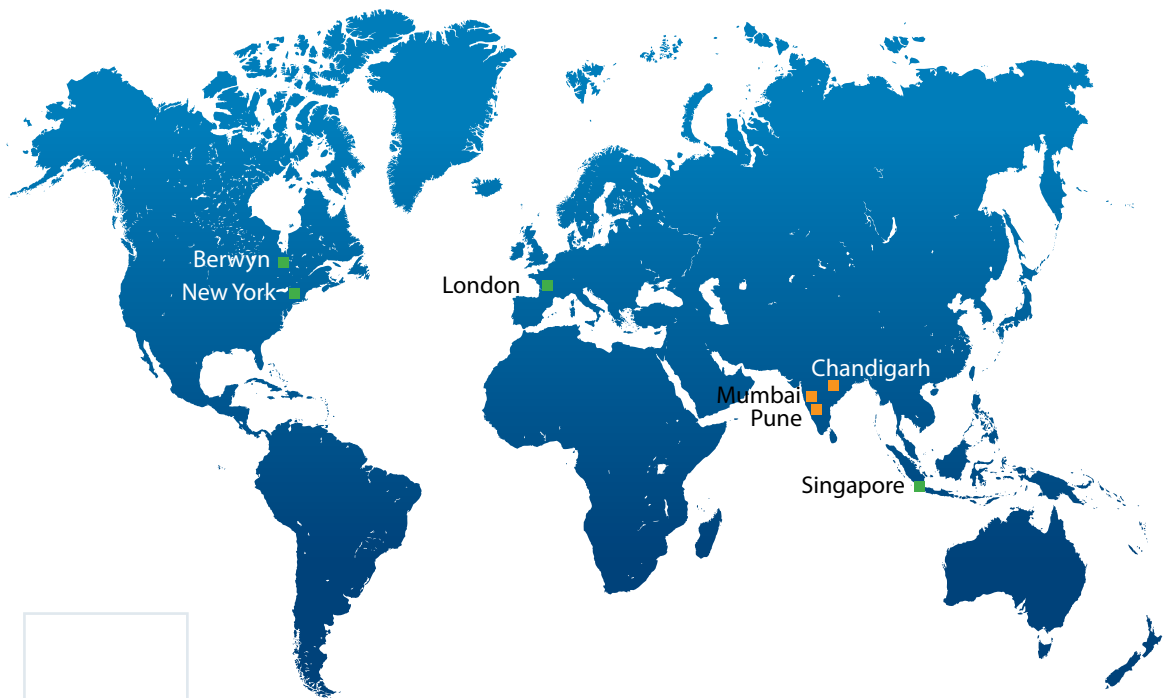 Berwyn
New York
London
Chandigarh
Mumbai
Pune
Singapore